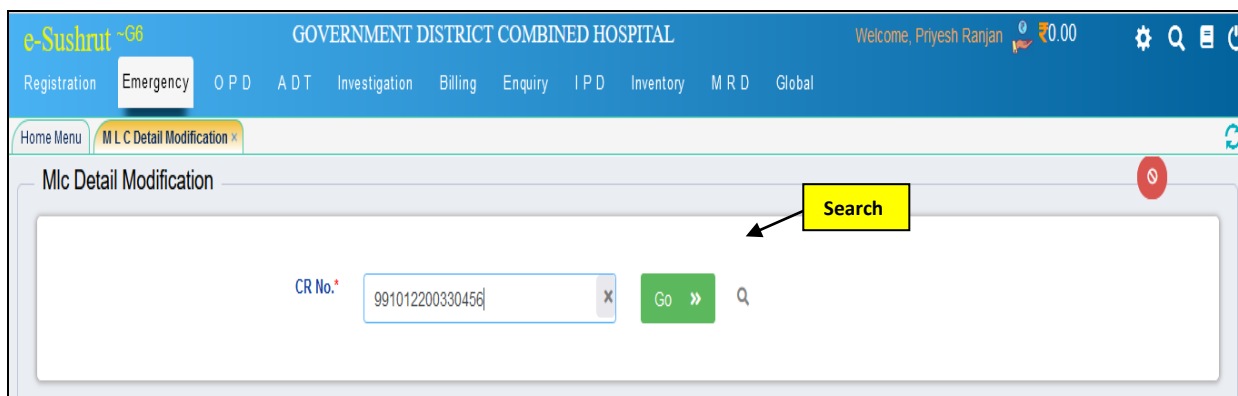 e-Sushrut ~G6 GOVERNMENT DISTRICT COMBINED HOSPITAL Welcome, Priyesh Ranjan ₹0.00
Registration Emergency O P D A D T Investigation Billing Enquiry I P D Inventory M R D Global
Home Menu M L C Detail Modification ×
Mlc Detail Modification
Search
CR No.* 991012200330456 × Go »